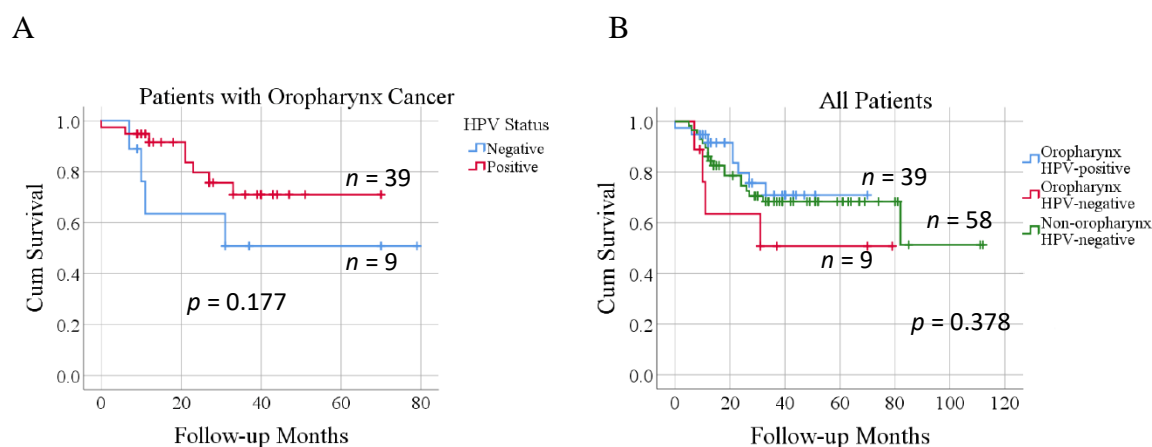 A
B
Patients with Oropharynx Cancer
HPV Status
Negative
Positive
1.0
0.8
0.6
0.4
0.2
0.0
Cum Survival
n = 39
n = 9
p = 0.177
0
20
40
60
80
Follow-up Months
All Patients
Oropharynx
HPV-positive
Oropharynx
HPV-negative
Non-oropharynx
HPV-negative
1.0
0.8
0.6
0.4
0.2
0.0
Cum Survival
n = 39
n = 58
n = 9
p = 0.378
0
20
40
60
80
100
120
Follow-up Months